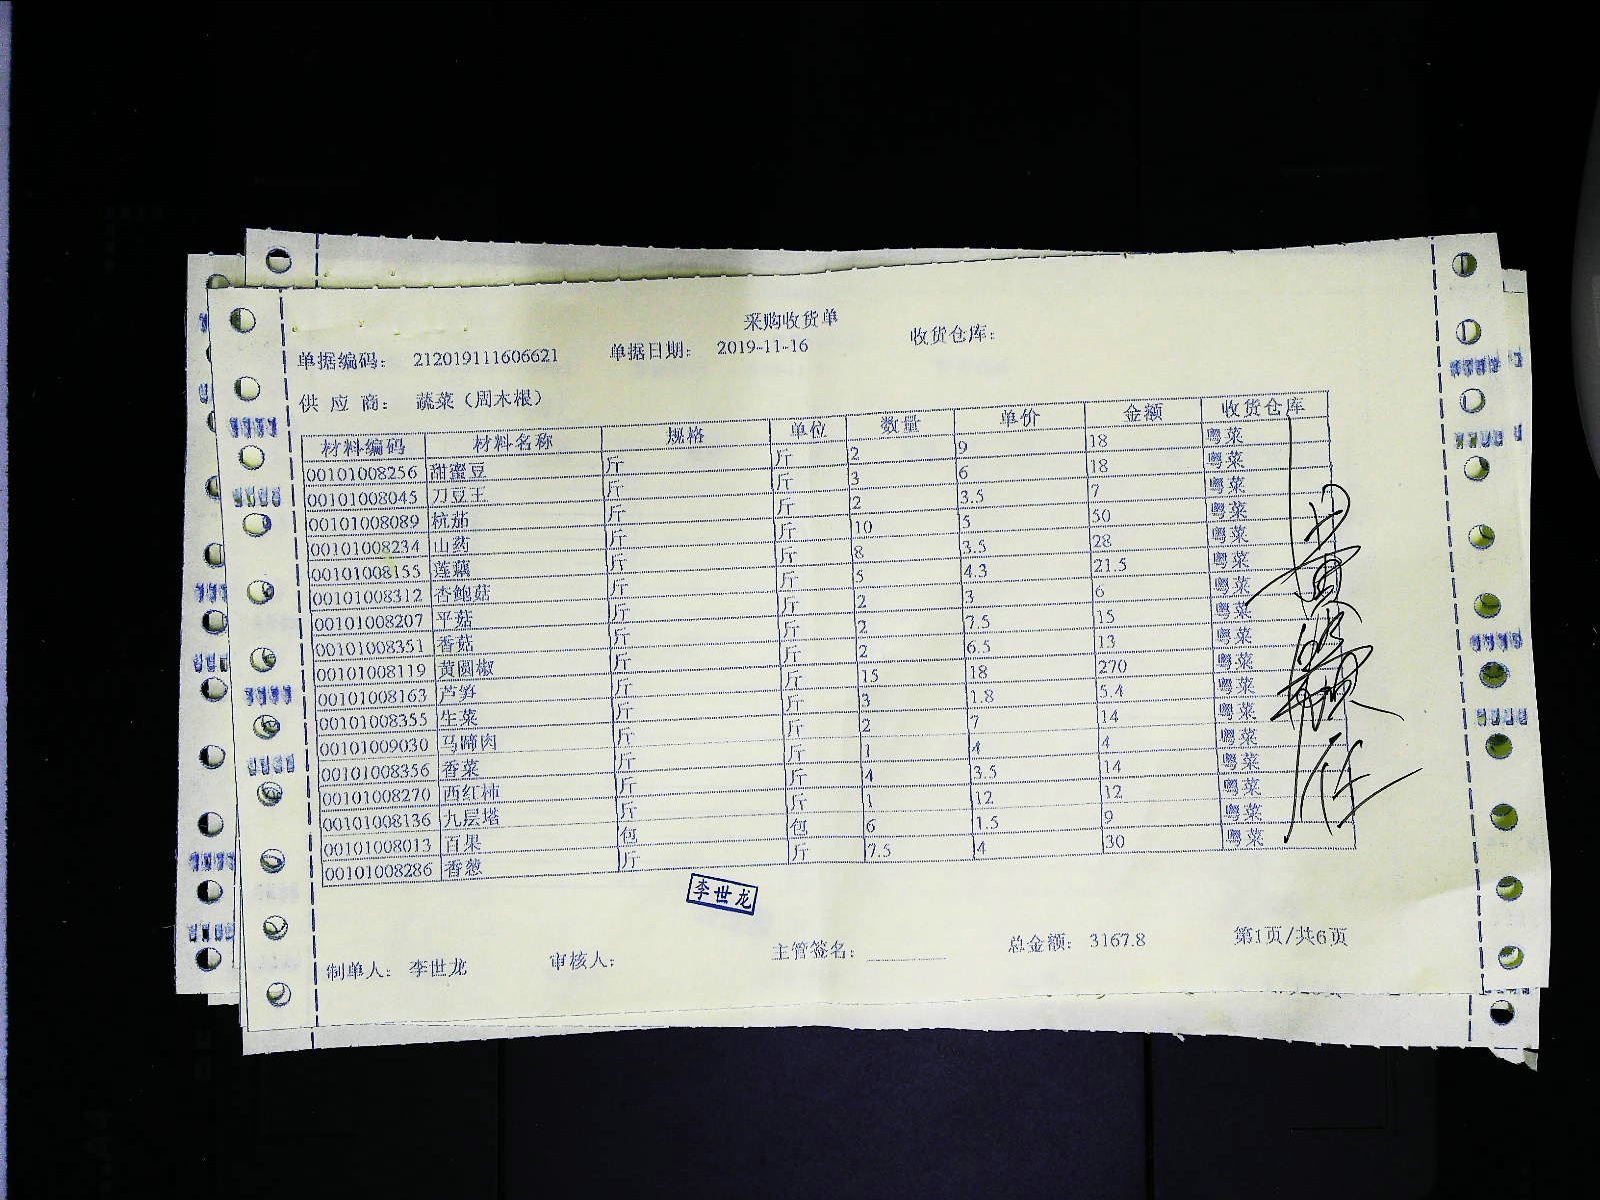 采购收货单
单据编码： 212019111606621 单据日期： 2019-11-16 收货仓库：
供 应 商： 蔬菜（周木根）
材料编码 材料名称 规格 单位 数量 单价 金额 收货仓库
00101008256 甜蜜豆 斤 斤 2 9 18 粤菜
00101008045 刀豆王 斤 斤 3 6 18 粤菜
00101008089 杭茄 斤 斤 2 3.5 7 粤菜
00101008234 山药 斤 斤 10 5 50 粤菜
00101008155 莲藕 斤 斤 8 3.5 28 粤菜
00101008312 杏鲍菇 斤 斤 5 4.3 21.5 粤菜
00101008207 平菇 斤 斤 2 3 6 粤菜
00101008351 香菇 斤 斤 2 7.5 15 粤菜
00101008119 黄圆椒 斤 斤 2 6.5 13 粤菜
00101008163 芦笋 斤 斤 15 18 270 粤菜
00101008355 生菜 斤 斤 3 1.8 5.4 粤菜
00101009030 马蹄肉 斤 斤 2 7 14 粤菜
00101008356 香菜 斤 斤 1 4 4 粤菜
00101008270 西红柿 斤 斤 4 3.5 14 粤菜
00101008136 九层塔 斤 斤 1 12 12 粤菜
00101008013 百果 包 包 6 1.5 9 粤菜
00101008286 香葱 斤 斤 7.5 4 30 粤菜
李世龙
制单人： 李世龙 审核人： 主管签名： 总金额： 3167.8 第1页/共6页